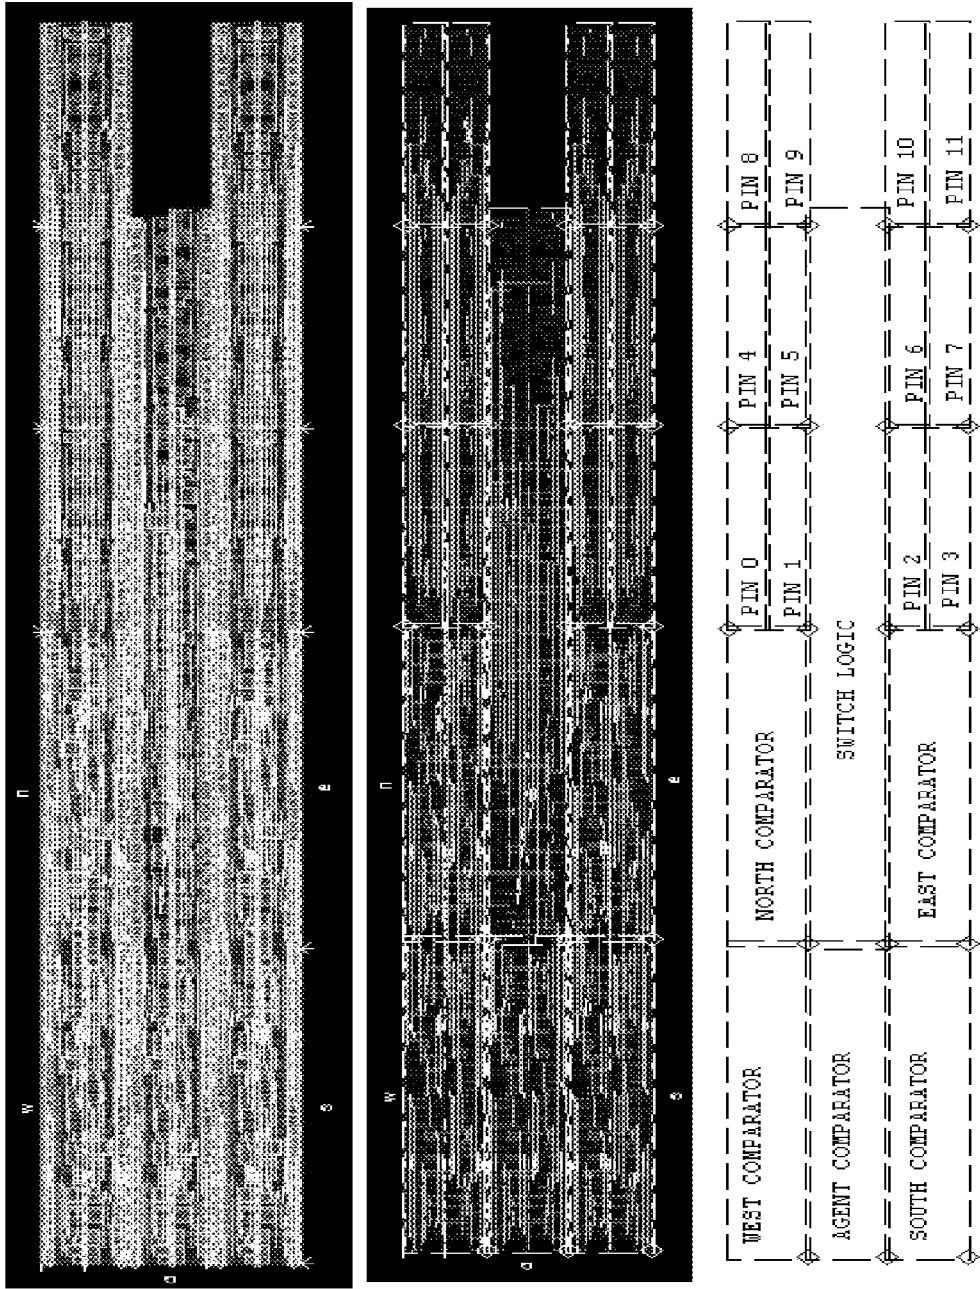 PIN 8
PIN 9
PIN 10
PIN 11
PIN 4
PIN 5
PIN 6
PIN 7
PIN 0
PIN 1
PIN 2
PIN 3
SWITCH LOGIC
NORTH COMPARATOR
EAST COMPARATOR
WEST COMPARATOR
AGENT COMPARATOR
SOUTH COMPARATOR
n
e
w
s
a
n
e
w
s
a